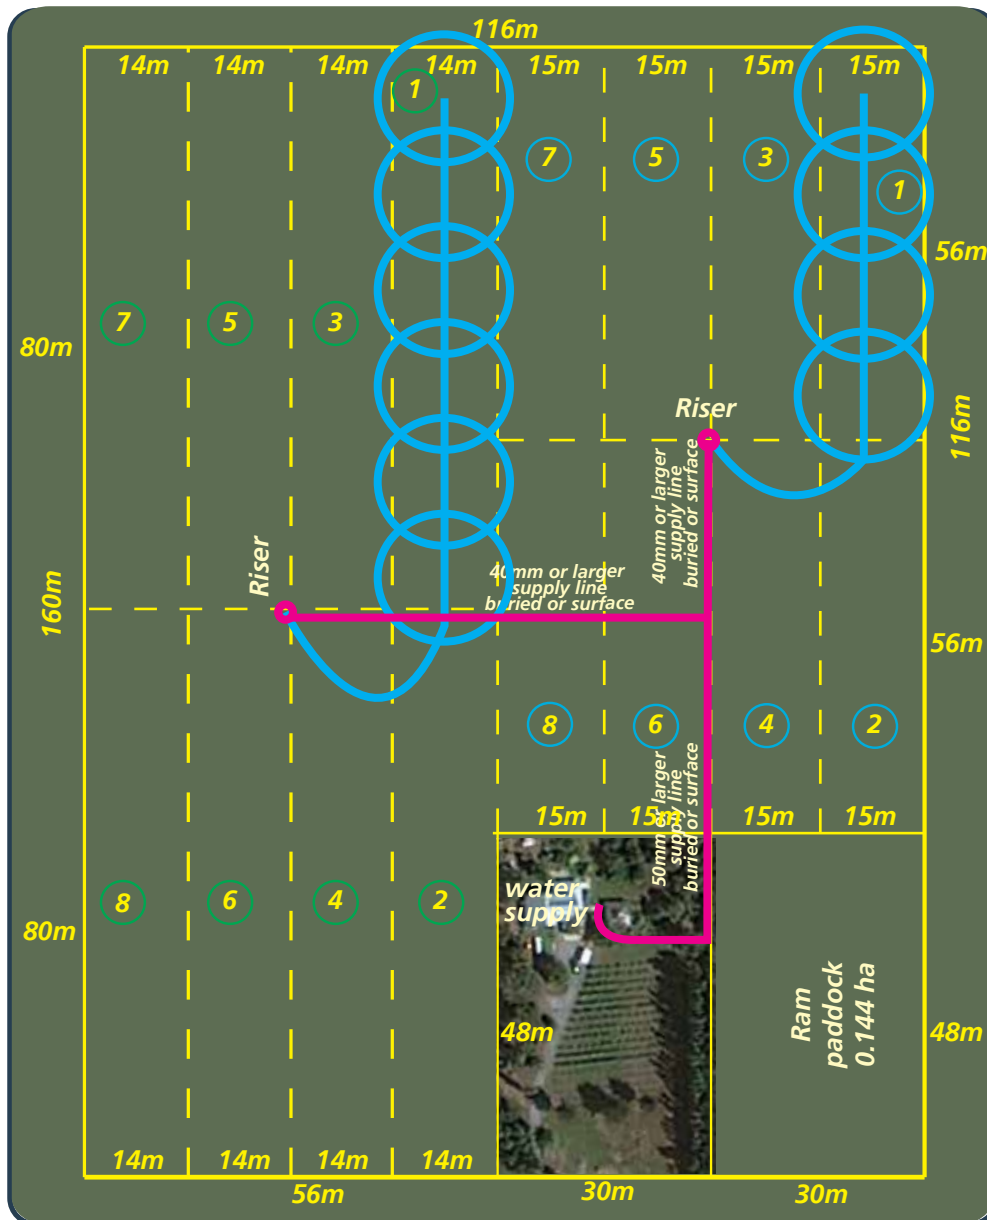 116m
14m 14m 14m 14m 15m 15m 15m 15m
1
7 5 3
1
56m
7 5 3
80m
Riser
116m
40mm or larger
supply line
buried or surface
Riser
40mm or larger
supply line
buried or surface
160m
56m
8 6 4 2
50mm or larger
supply line
buried or surface
15m 15m 15m 15m
water
supply
8 6 4 2
80m
Ram
paddock
0.144 ha
48m
48m
14m 14m 14m 14m
56m
30m
30m